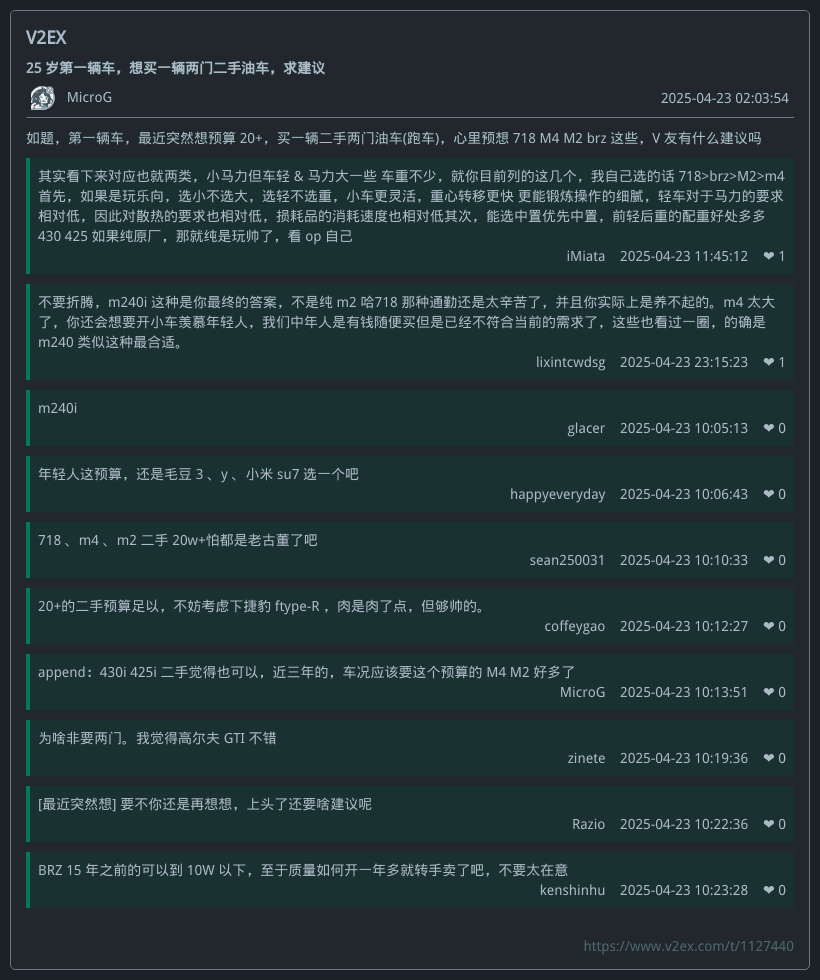 V2EX
25 岁第一辆车，想买一辆两门二手油车，求建议
MicroG 2025-04-23 02:03:54
如题，第一辆车，最近突然想预算 20+，买一辆二手两门油车(跑车)，心里预想 718 M4 M2 brz 这些，V 友有什么建议吗
其实看下来对应也就两类，小马力但车轻 & 马力大一些 车重不少，就你目前列的这几个，我自己选的话 718>brz>M2>m4
首先，如果是玩乐向，选小不选大，选轻不选重，小车更灵活，重心转移更快 更能锻炼操作的细腻，轻车对于马力的要求
相对低，因此对散热的要求也相对低，损耗品的消耗速度也相对低其次，能选中置优先中置，前轻后重的配重好处多多
430 425 如果纯原厂，那就纯是玩帅了，看 op 自己
iMiata 2025-04-23 11:45:12 ❤ 1
不要折腾，m240i 这种是你最终的答案，不是纯 m2 哈718 那种通勤还是太辛苦了，并且你实际上是养不起的。m4 太大
了，你还会想要开小车羡慕年轻人，我们中年人是有钱随便买但是已经不符合当前的需求了，这些也看过一圈，的确是
m240 类似这种最合适。
lixintcwdsg 2025-04-23 23:15:23 ❤ 1
m240i
glacer 2025-04-23 10:05:13 ❤ 0
年轻人这预算，还是毛豆 3 、y 、小米 su7 选一个吧
happyeveryday 2025-04-23 10:06:43 ❤ 0
718 、m4 、m2 二手 20w+怕都是老古董了吧
sean250031 2025-04-23 10:10:33 ❤ 0
20+的二手预算足以，不妨考虑下捷豹 ftype-R ，肉是肉了点，但够帅的。
coffeygao 2025-04-23 10:12:27 ❤ 0
append：430i 425i 二手觉得也可以，近三年的，车况应该要这个预算的 M4 M2 好多了
MicroG 2025-04-23 10:13:51 ❤ 0
为啥非要两门。我觉得高尔夫 GTI 不错
zinete 2025-04-23 10:19:36 ❤ 0
[最近突然想] 要不你还是再想想，上头了还要啥建议呢
Razio 2025-04-23 10:22:36 ❤ 0
BRZ 15 年之前的可以到 10W 以下，至于质量如何开一年多就转手卖了吧，不要太在意
kenshinhu 2025-04-23 10:23:28 ❤ 0
https://www.v2ex.com/t/1127440